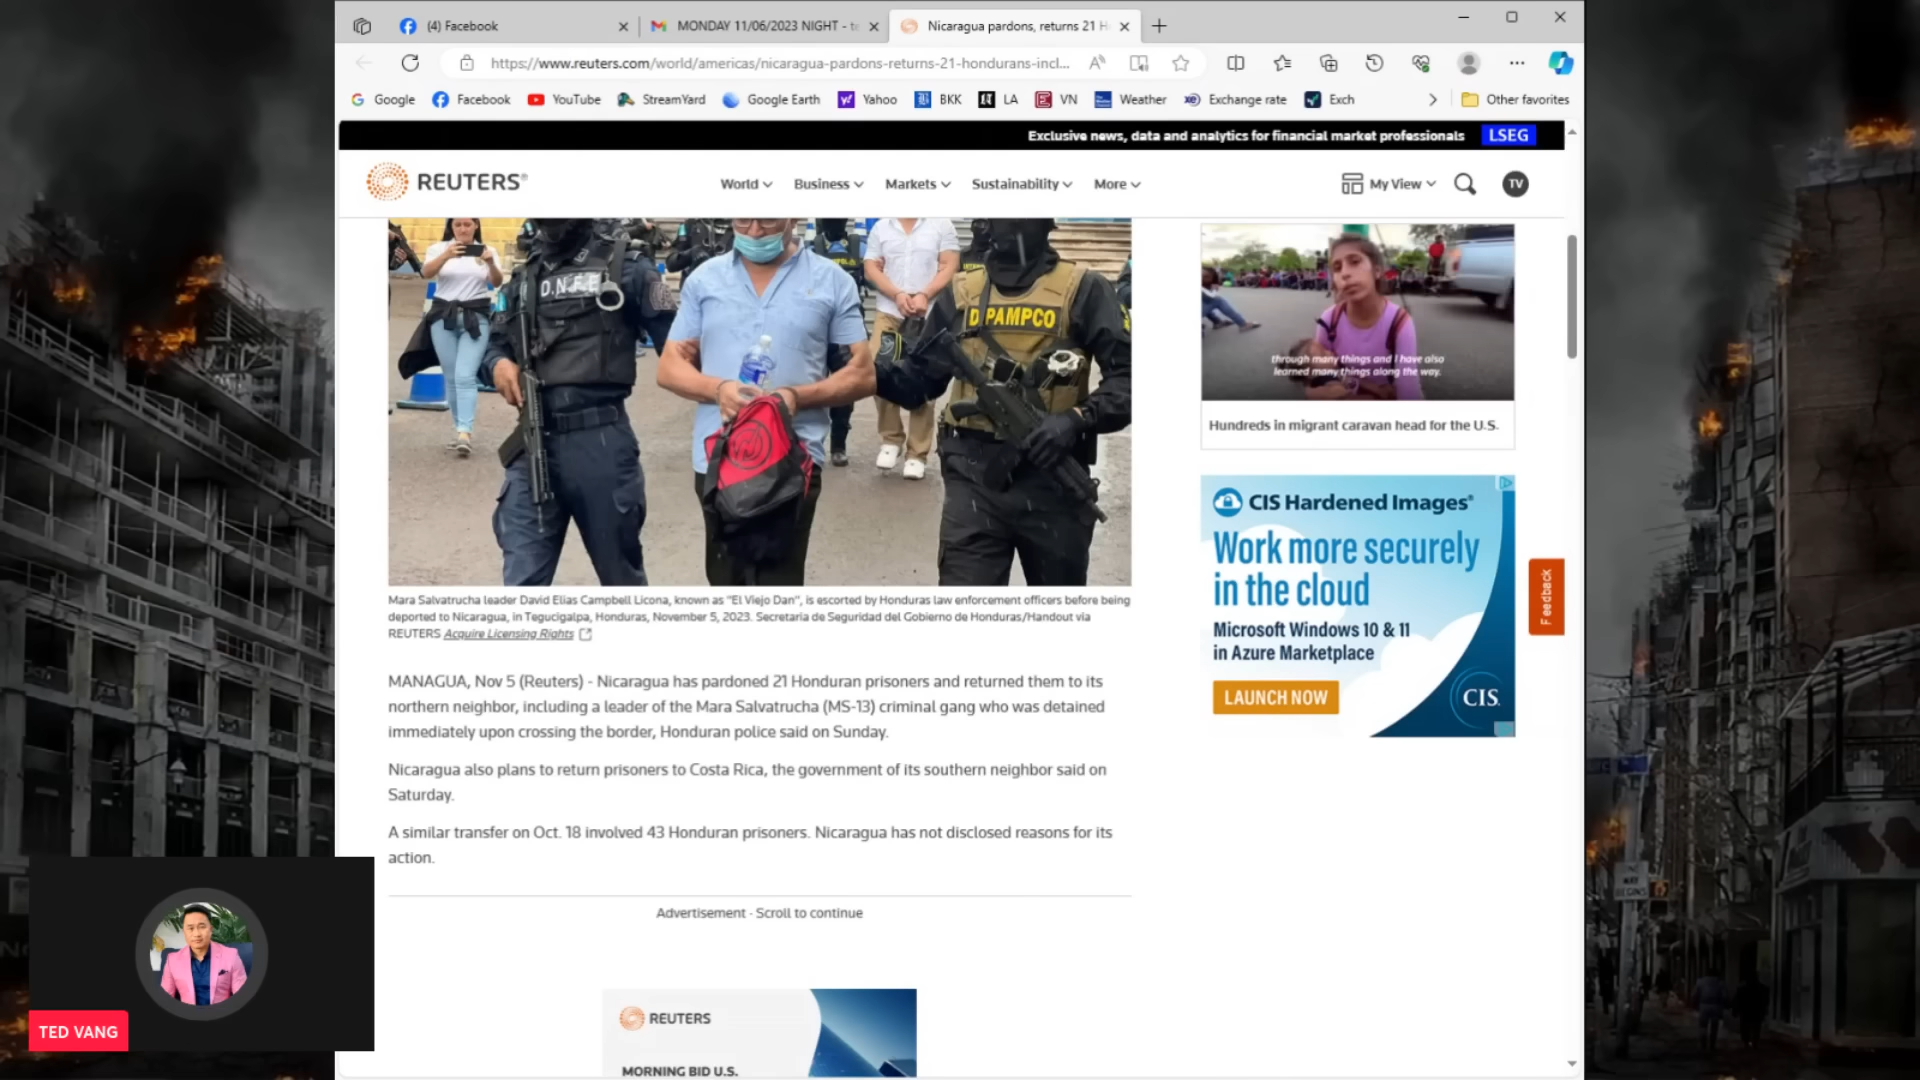 (4) Facebook
MONDAY 11/06/2023 NIGHT - te
Nicaragua pardons, returns 21 H
https://www.reuters.com/world/americas/nicaragua-pardons-returns-21-hondurans-incl...
Google
Facebook
YouTube
StreamYard
Google Earth
Yahoo
BKK
LA
VN
Weather
Exchange rate
Exch
Other favorites
Exclusive news, data and analytics for financial market professionals
LSEG
REUTERS
World
Business
Markets
Sustainability
More
My View
TV
D.N.F.E
DIPAMPCO
through many things and I have also
learned many things along the way.
Hundreds in migrant caravan head for the U.S.
CIS Hardened Images®
Work more securely
in the cloud
Microsoft Windows 10 & 11
in Azure Marketplace
LAUNCH NOW
CIS.
Feedback
Mara Salvatrucha leader David Elias Campbell Licona, known as "El Viejo Dan", is escorted by Honduras law enforcement officers before being
deported to Nicaragua, in Tegucigalpa, Honduras, November 5, 2023. Secretaria de Seguridad del Gobierno de Honduras/Handout via
REUTERS Acquire Licensing Rights
MANAGUA, Nov 5 (Reuters) - Nicaragua has pardoned 21 Honduran prisoners and returned them to its
northern neighbor, including a leader of the Mara Salvatrucha (MS-13) criminal gang who was detained
immediately upon crossing the border, Honduran police said on Sunday.
Nicaragua also plans to return prisoners to Costa Rica, the government of its southern neighbor said on
Saturday.
A similar transfer on Oct. 18 involved 43 Honduran prisoners. Nicaragua has not disclosed reasons for its
action.
Advertisement · Scroll to continue
REUTERS
MORNING BID U.S.
TED VANG